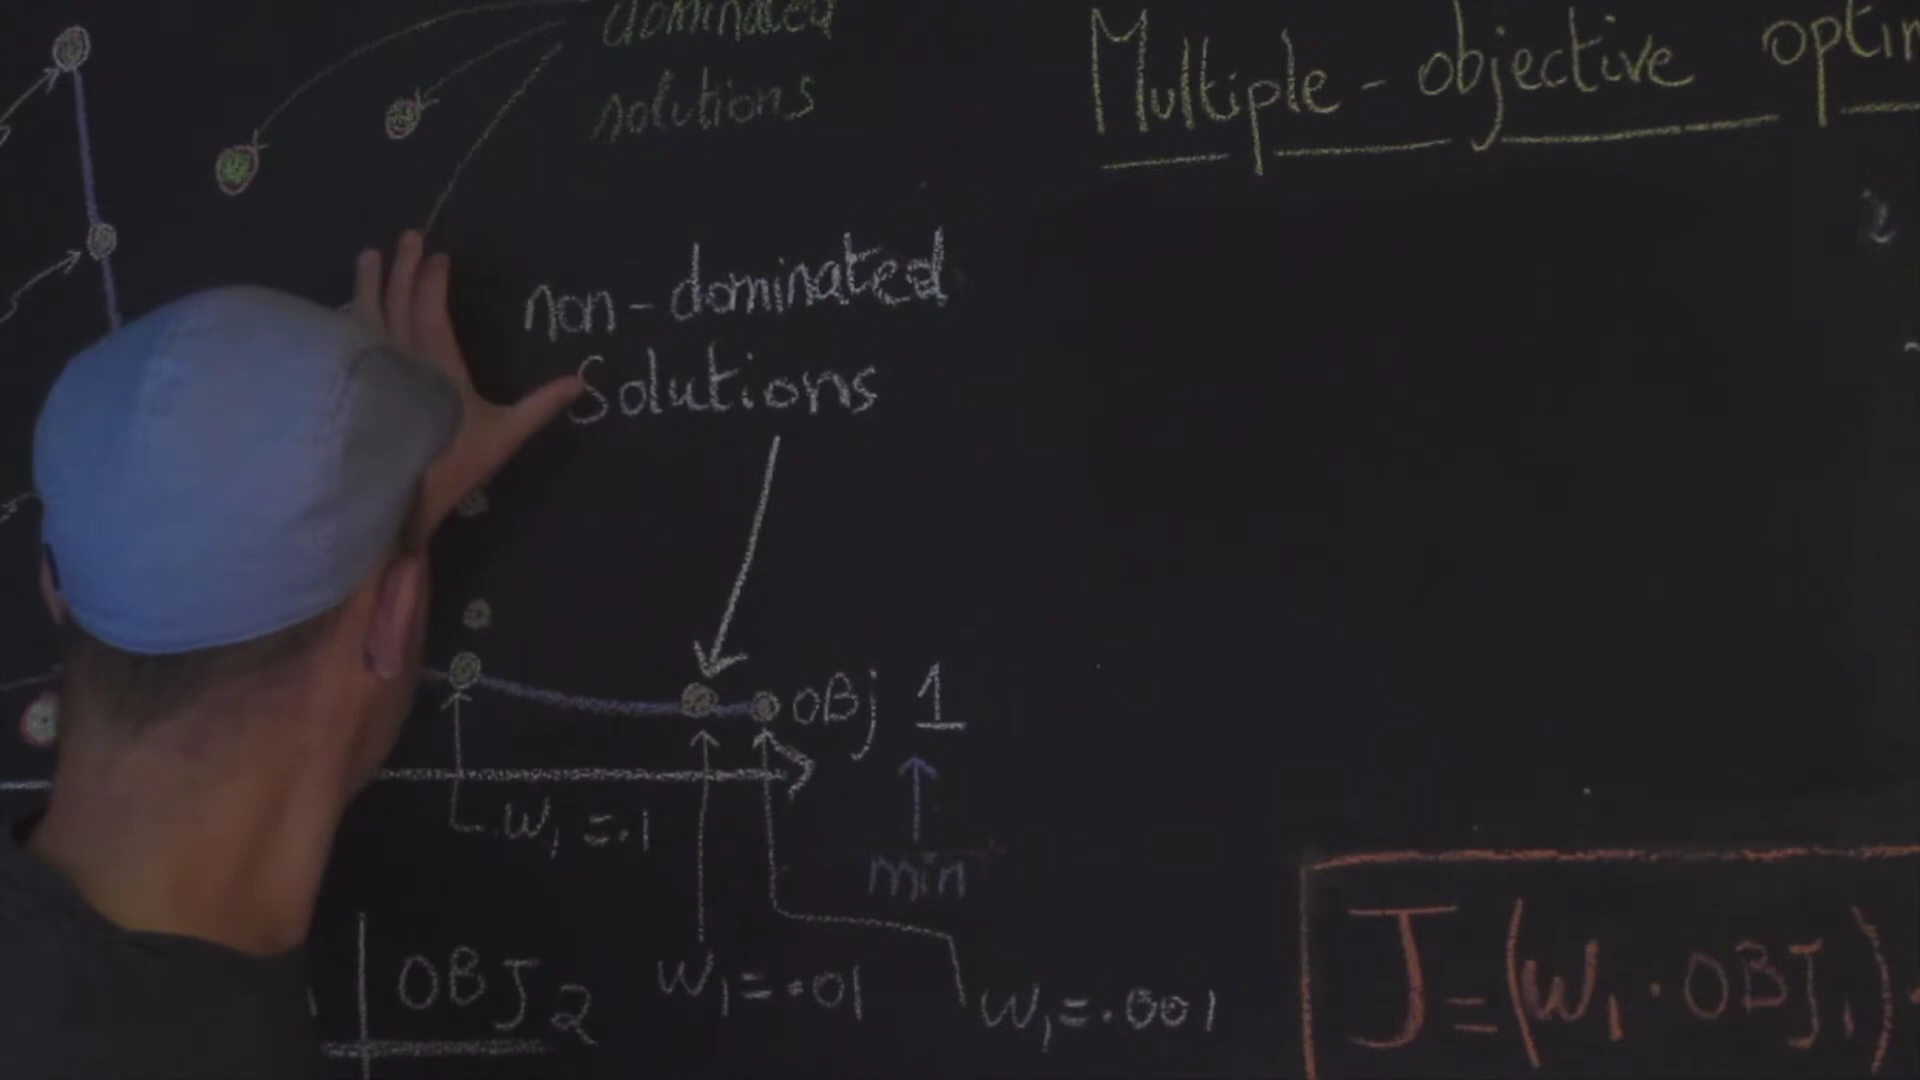 dominated
solutions
Multiple-objective optim
non-dominated
Solutions
OBj 1
W₁ = .1
min
OBJ₂
W₁ = .01
W₁ = .001
J = (W₁ · OBJ₁)